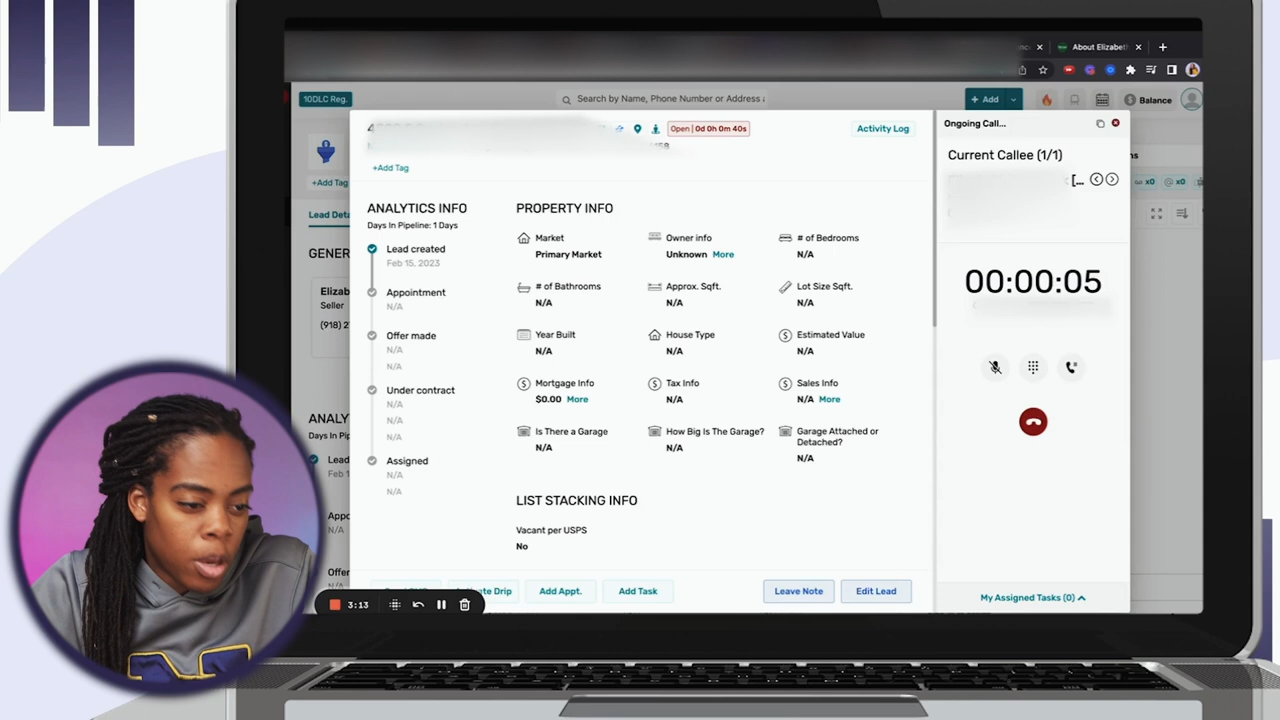 About Elizabeth
10DLC Reg.
Search by Name, Phone Number or Address
+ Add
Balance
Open | 0d 0h 0m 40s
Activity Log
Ongoing Call...
+Add Tag
Current Callee (1/1)
[...
x0
x0
+Add Tag
ANALYTICS INFO
Days In Pipeline: 1 Days
Lead created
Feb 15, 2023
Appointment
N/A
Offer made
N/A
N/A
Under contract
N/A
N/A
N/A
Assigned
N/A
N/A
PROPERTY INFO
Market
Primary Market
Owner info
Unknown More
# of Bedrooms
N/A
# of Bathrooms
N/A
Approx. Sqft.
N/A
Lot Size Sqft.
N/A
Year Built
N/A
House Type
N/A
Estimated Value
N/A
Mortgage Info
$0.00 More
Tax Info
N/A
Sales Info
N/A More
Is There a Garage
N/A
How Big Is The Garage?
N/A
Garage Attached or
Detached?
N/A
LIST STACKING INFO
Vacant per USPS
No
Lead Deta
GENER
Elizab
Seller
(918) 2
ANALY
Days In Pip
Lead
Feb 1
Appo
N/A
Offer
N/A
00:00:05
Drip
Add Appt.
Add Task
Leave Note
Edit Lead
My Assigned Tasks (0)
3:13